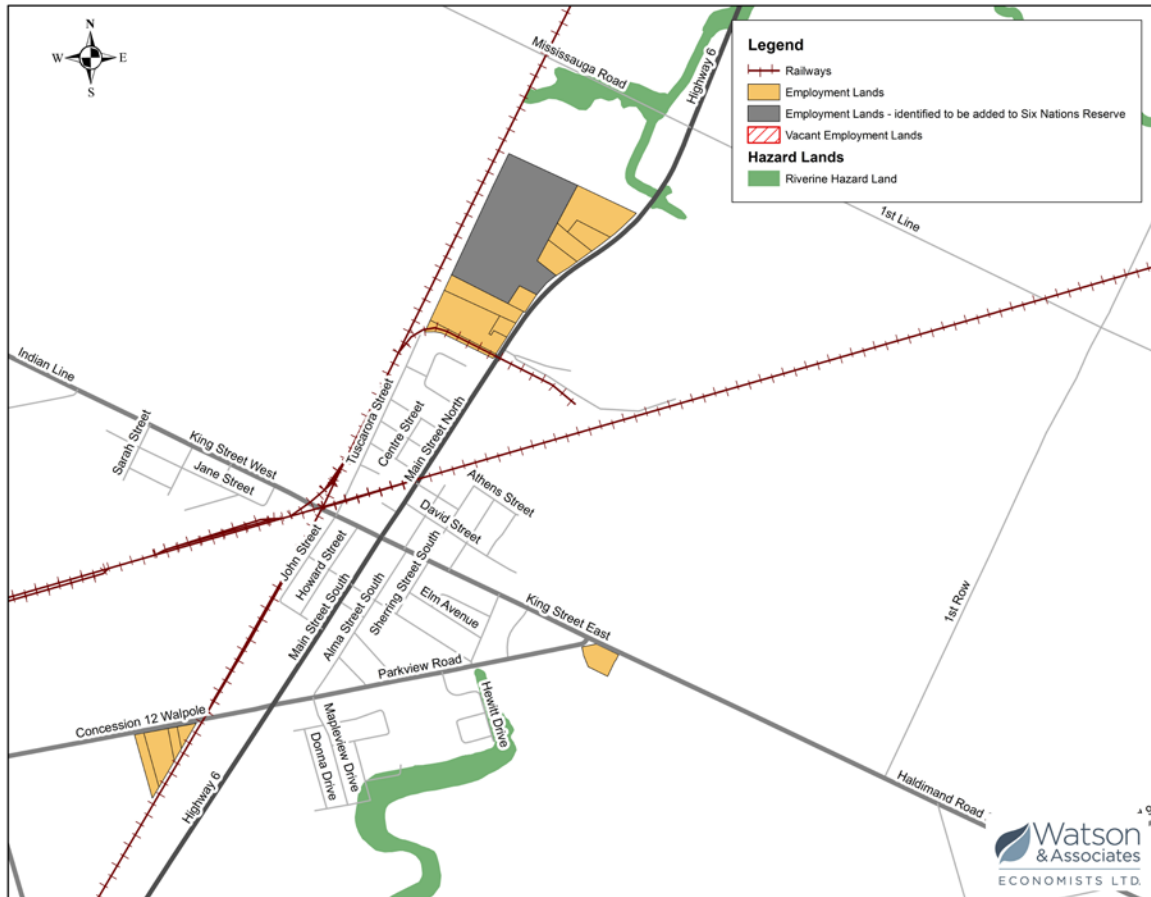 N
W E
S
Mississauga Road
Highway 6
Legend
Railways
Employment Lands
Employment Lands - identified to be added to Six Nations Reserve
Vacant Employment Lands
Hazard Lands
Riverine Hazard Land
1st Line
Indian Line
Sarah Street
King Street West
Jane Street
Tuscarora Street
Centre Street
Main Street North
Athens Street
David Street
John Street
Howard Street
Main Street South
Alma Street South
Sherring Street South
Elm Avenue
King Street East
1st Row
Parkview Road
Concession 12 Walpole
Hewitt Drive
Mapleview Drive
Donna Drive
Highway 6
Haldimand Road
Watson
& Associates
ECONOMISTS LTD.